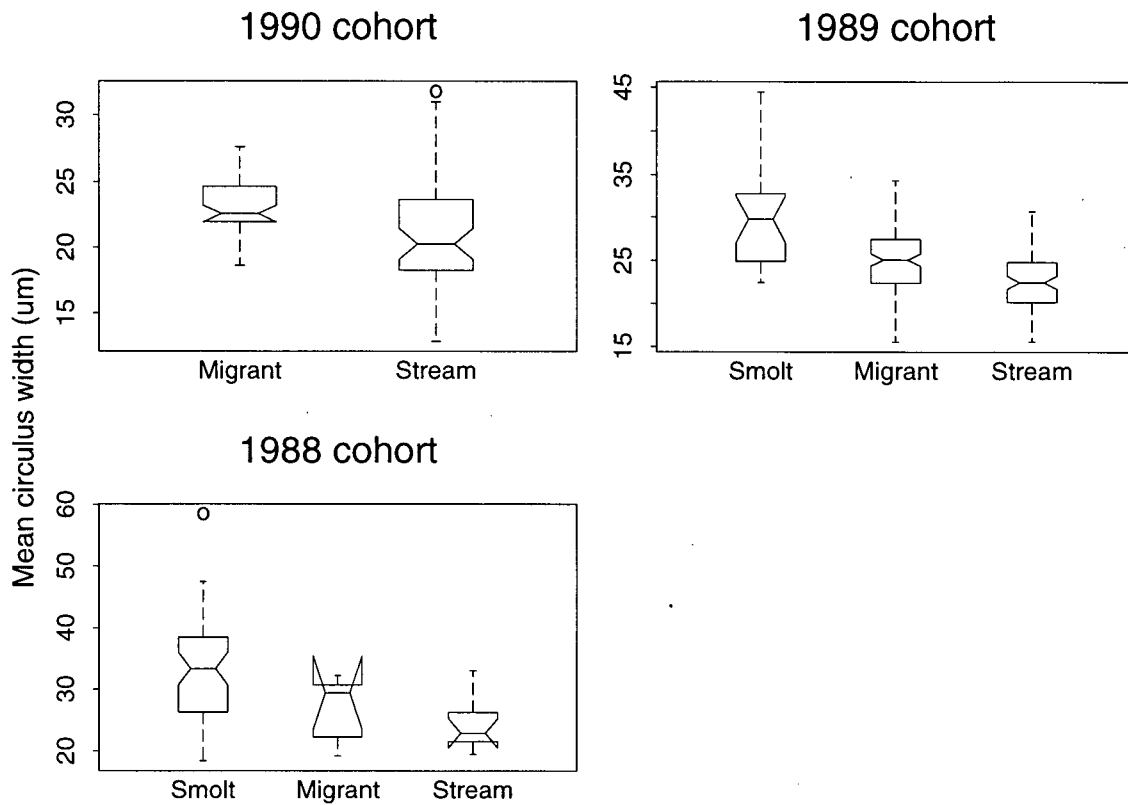 1990 cohort
1989 cohort
Mean circulus width (um)
30
25
20
15
Migrant
Stream
45
35
25
15
Smolt
Migrant
Stream
1988 cohort
60
50
40
30
20
Smolt
Migrant
Stream